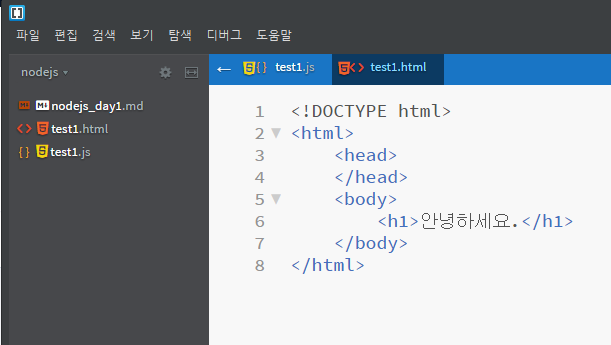 파일 편집 검색 보기 탐색 디버그 도움말
nodejs
nodejs_day1.md
test1.html
test1.js
test1.js test1.html
1 <!DOCTYPE html>
2 <html>
3 <head>
4 </head>
5 <body>
6 <h1>안녕하세요.</h1>
7 </body>
8 </html>